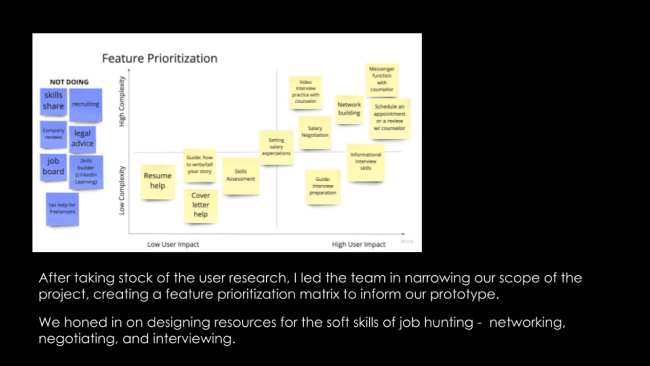 Feature Prioritization
NOT DOING
skills
share
recruiting
Company
reviews
legal
advice
job
board
Skills
builder
(LinkedIn
Learning)
tax help for
freelancers
High Complexity
Low Complexity
Video
interview
practice with
counselor
Messenger
function
with
counselor
Network
building
Schedule an
appointment
or a review
w/ counselor
Salary
Negotiation
Setting
salary
expectations
Informational
Interview
skills
Guide: how
to write/tell
your story
Resume
help
Skills
Assessment
Cover
letter
help
Guide:
Interview
preparation
Low User Impact
High User Impact
miro
After taking stock of the user research, I led the team in narrowing our scope of the
project, creating a feature prioritization matrix to inform our prototype.
We honed in on designing resources for the soft skills of job hunting - networking,
negotiating, and interviewing.